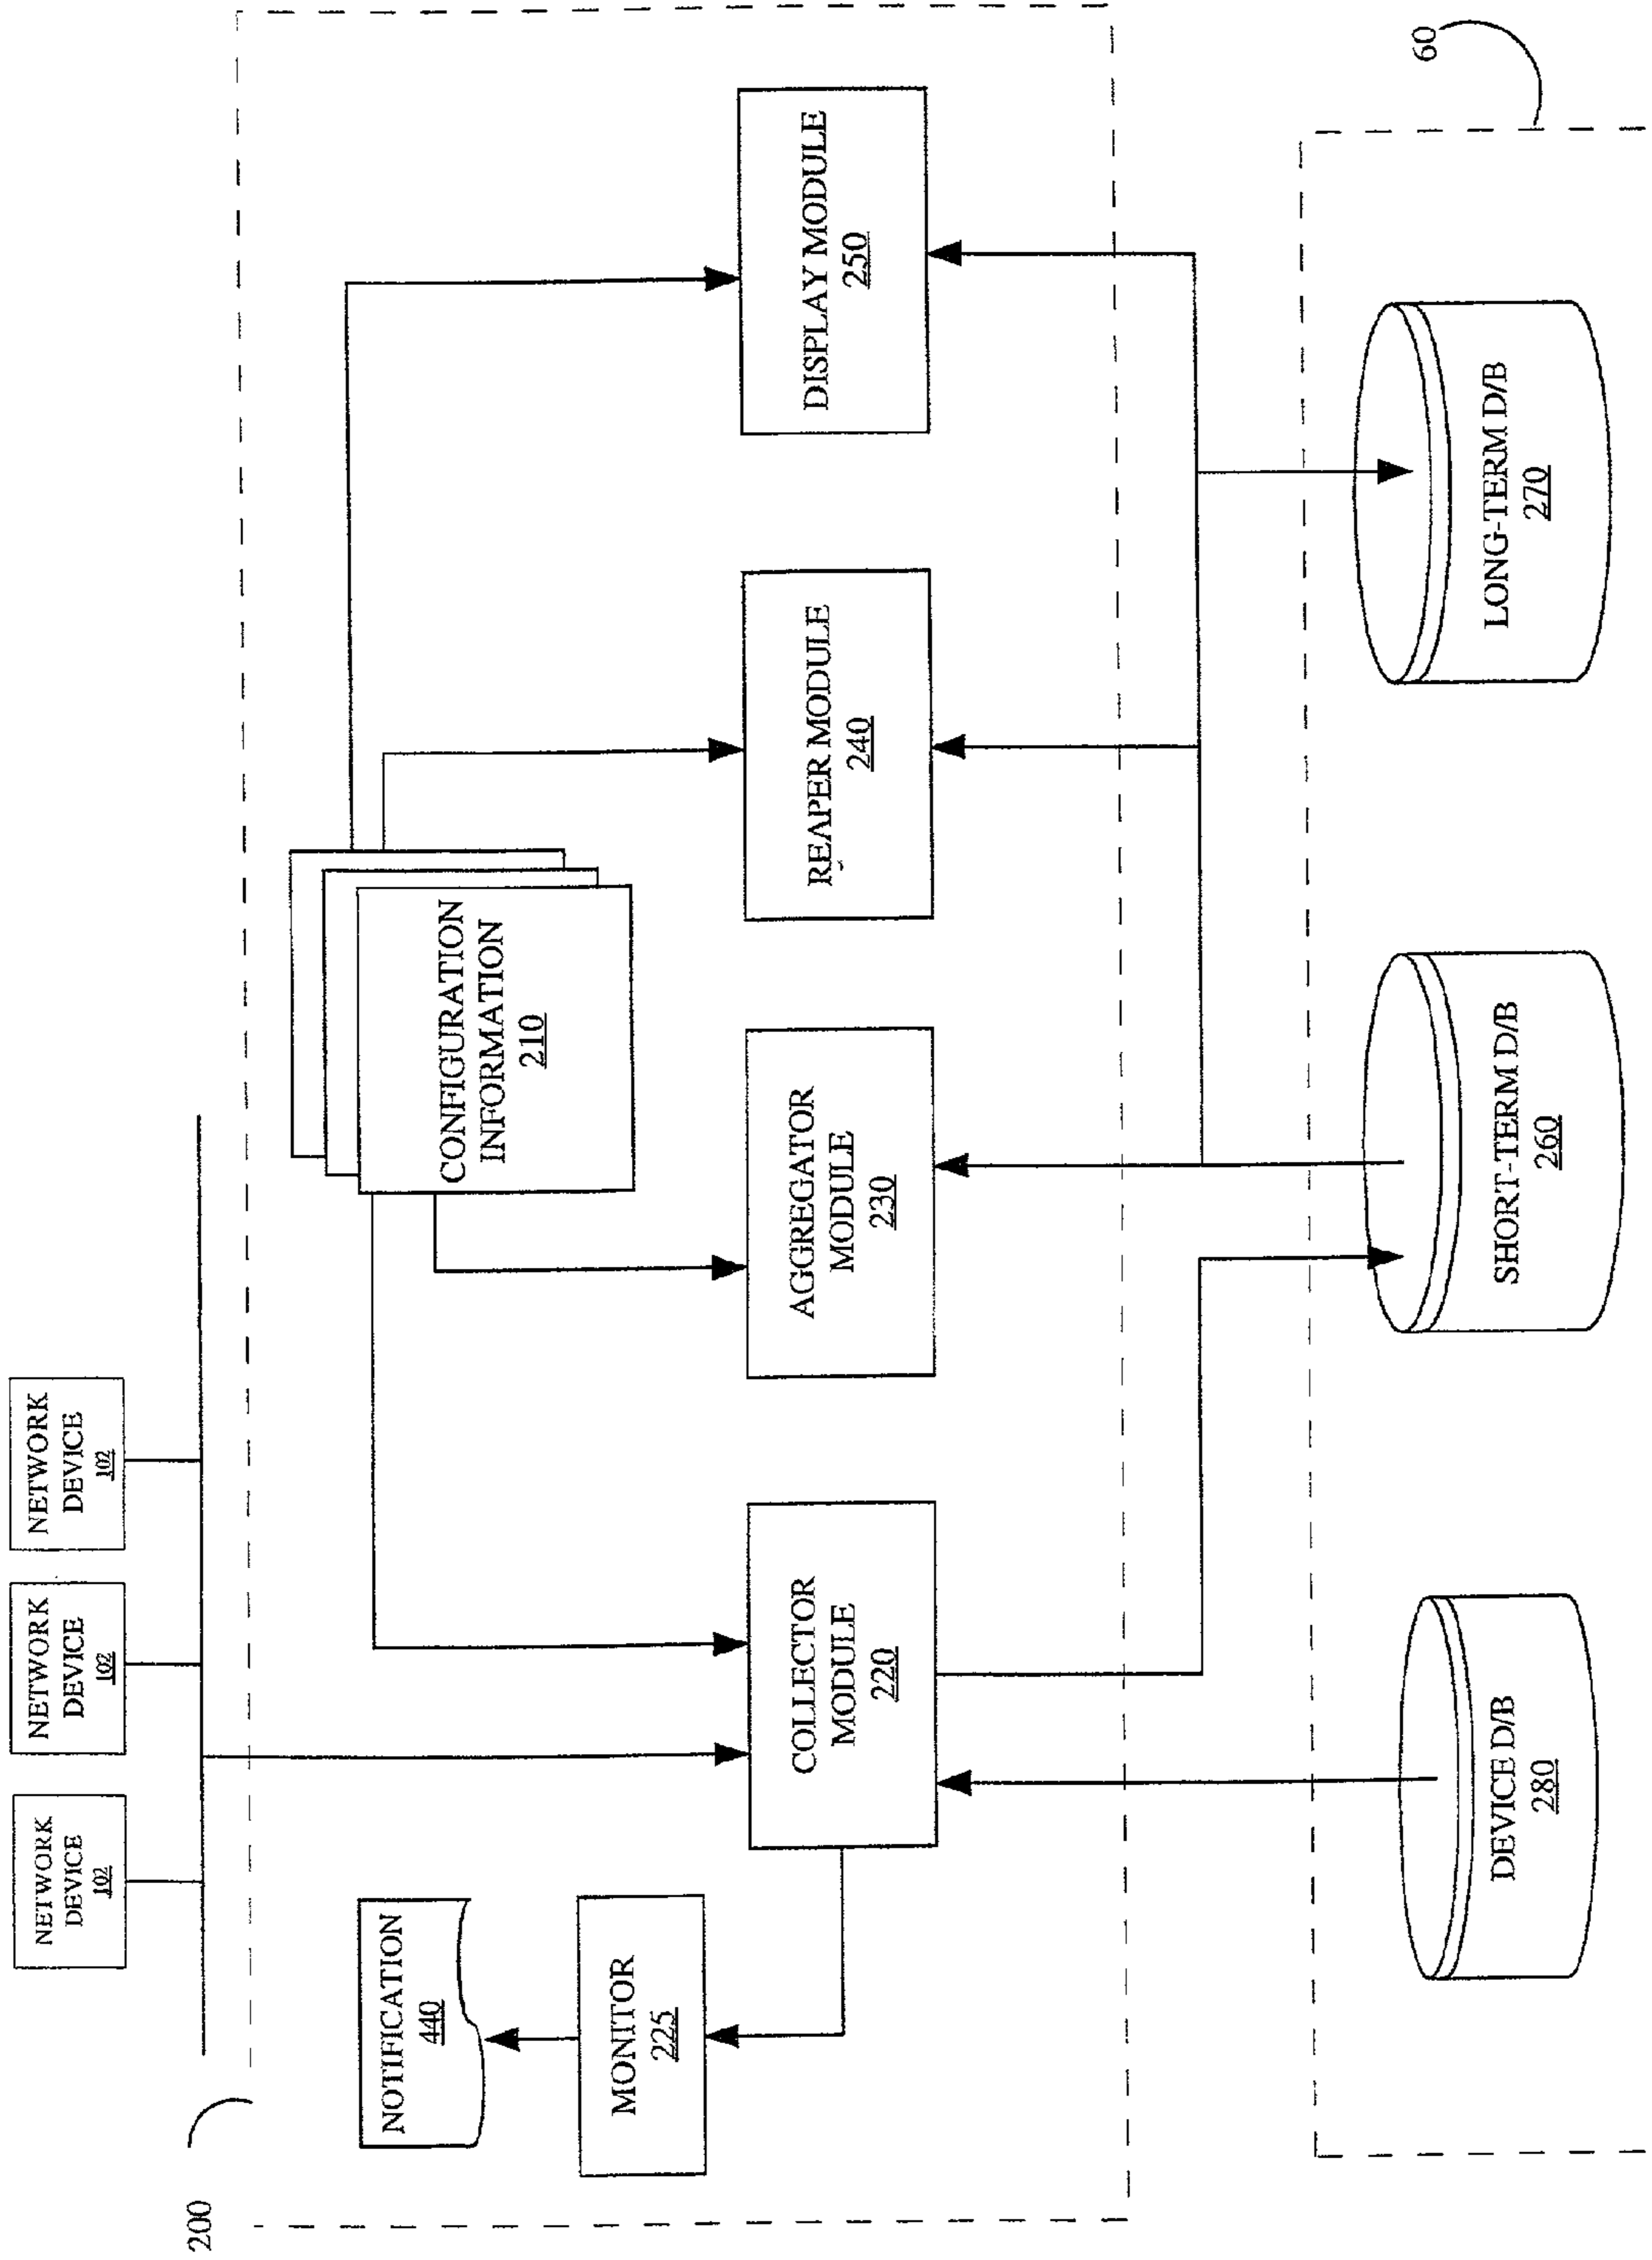 200
NETWORK
DEVICE
102
NETWORK
DEVICE
102
NETWORK
DEVICE
102
NOTIFICATION
440
MONITOR
225
CONFIGURATION
INFORMATION
210
COLLECTOR
MODULE
220
AGGREGATOR
MODULE
230
REAPER MODULE
240
DISPLAY MODULE
250
60
DEVICE D/B
280
SHORT-TERM D/B
260
LONG-TERM D/B
270